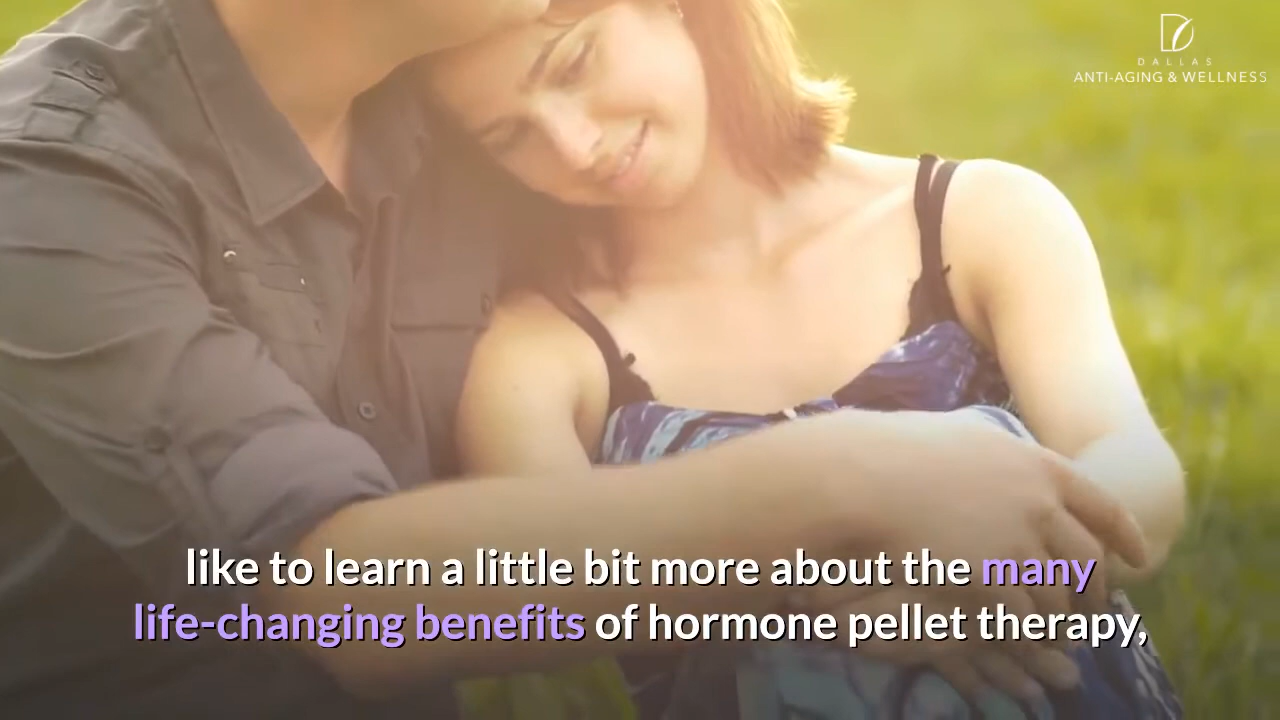 DALLAS
ANTI-AGING & WELLNESS
like to learn a little bit more about the many
life-changing benefits of hormone pellet therapy,